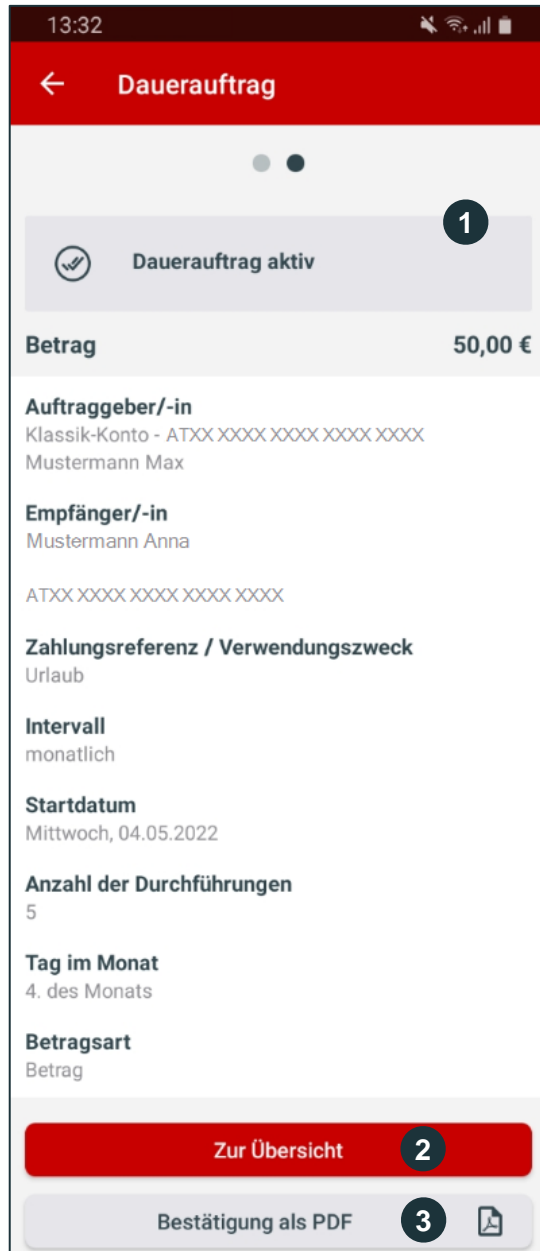 13:32
Dauerauftrag
1
Dauerauftrag aktiv
Betrag 50,00 €
Auftraggeber/-in
Klassik-Konto - ATXX XXXX XXXX XXXX XXXX
Mustermann Max
Empfänger/-in
Mustermann Anna
ATXX XXXX XXXX XXXX XXXX
Zahlungsreferenz / Verwendungszweck
Urlaub
Intervall
monatlich
Startdatum
Mittwoch, 04.05.2022
Anzahl der Durchführungen
5
Tag im Monat
4. des Monats
Betragsart
Betrag
Zur Übersicht 2
Bestätigung als PDF 3